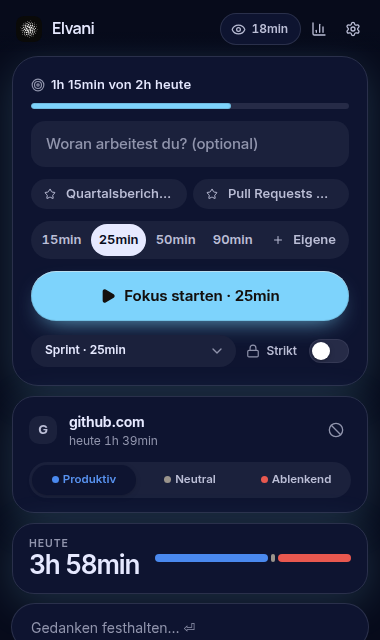 Elvani
18min
1h 15min von 2h heute
Woran arbeitest du? (optional)
Quartalsberich...
Pull Requests ...
15min
25min
50min
90min
+ Eigene
Fokus starten · 25min
Sprint · 25min
Strikt
G
github.com
heute 1h 39min
Produktiv
Neutral
Ablenkend
HEUTE
3h 58min
Gedanken festhalten... ⏎